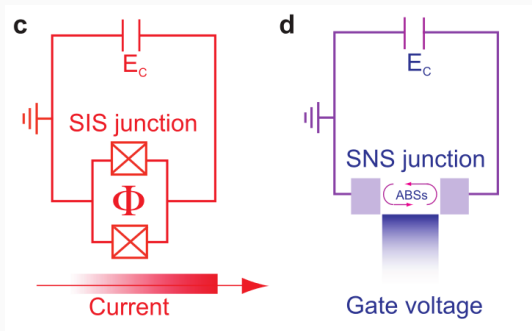 c
E_C
SIS junction
Φ
Current
d
E_C
SNS junction
ABSs
Gate voltage